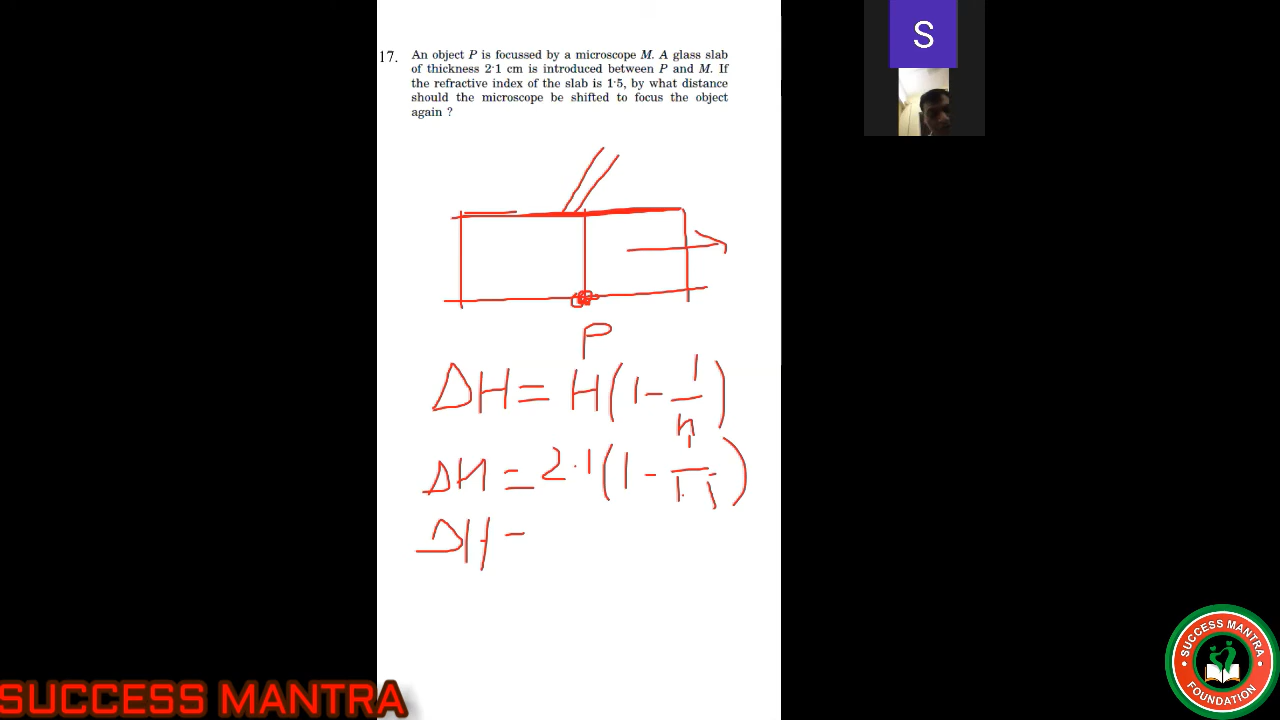 17. An object P is focussed by a microscope M. A glass slab
of thickness 2·1 cm is introduced between P and M. If
the refractive index of the slab is 1·5, by what distance
should the microscope be shifted to focus the object
again ?
P
ΔH = H(1 - 1/n)
ΔH = 2.1(1 - 1/1.5)
ΔH =
S
SUCCESS MANTRA
SUCCESS MANTRA
FOUNDATION